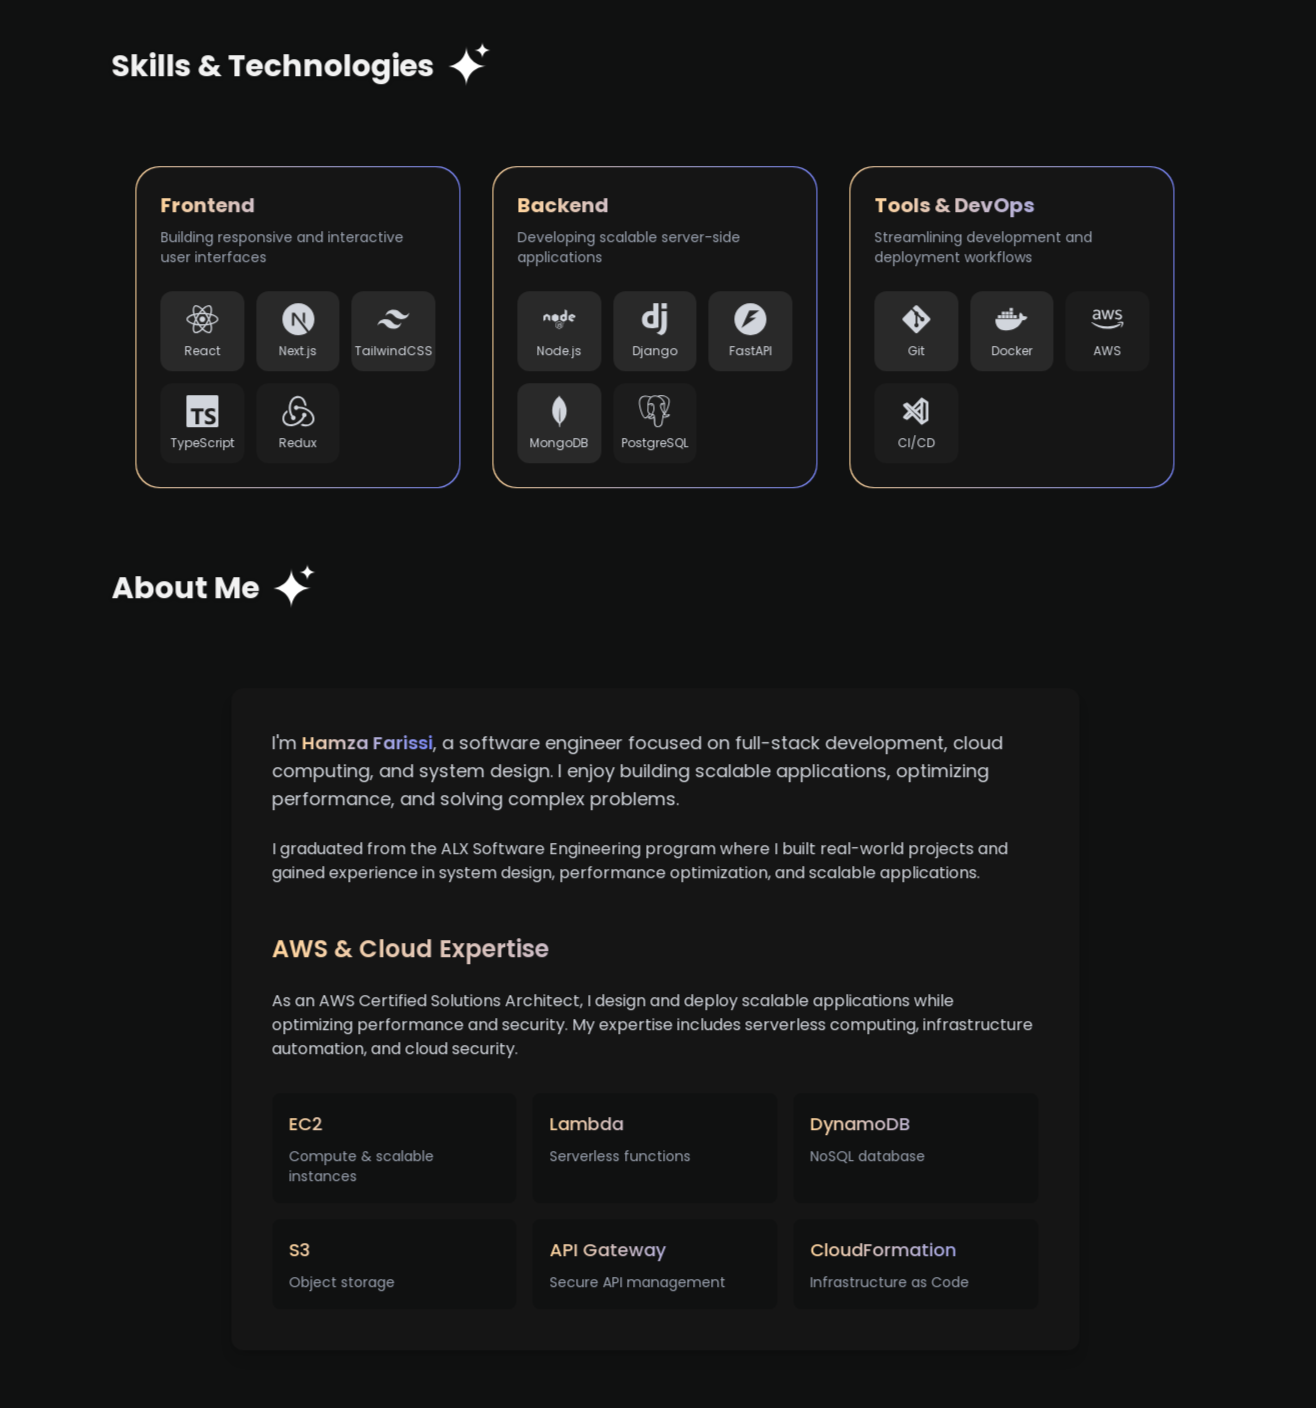 Skills & Technologies
Frontend
Building responsive and interactive
user interfaces
React
Next.js
TailwindCSS
TS
TypeScript
Redux
Backend
Developing scalable server-side
applications
node
Node.js
dj
Django
FastAPI
MongoDB
PostgreSQL
Tools & DevOps
Streamlining development and
deployment workflows
Git
Docker
aws
AWS
CI/CD
About Me
I'm Hamza Farissi, a software engineer focused on full-stack development, cloud
computing, and system design. I enjoy building scalable applications, optimizing
performance, and solving complex problems.
I graduated from the ALX Software Engineering program where I built real-world projects and
gained experience in system design, performance optimization, and scalable applications.
AWS & Cloud Expertise
As an AWS Certified Solutions Architect, I design and deploy scalable applications while
optimizing performance and security. My expertise includes serverless computing, infrastructure
automation, and cloud security.
EC2
Compute & scalable
instances
Lambda
Serverless functions
DynamoDB
NoSQL database
S3
Object storage
API Gateway
Secure API management
CloudFormation
Infrastructure as Code